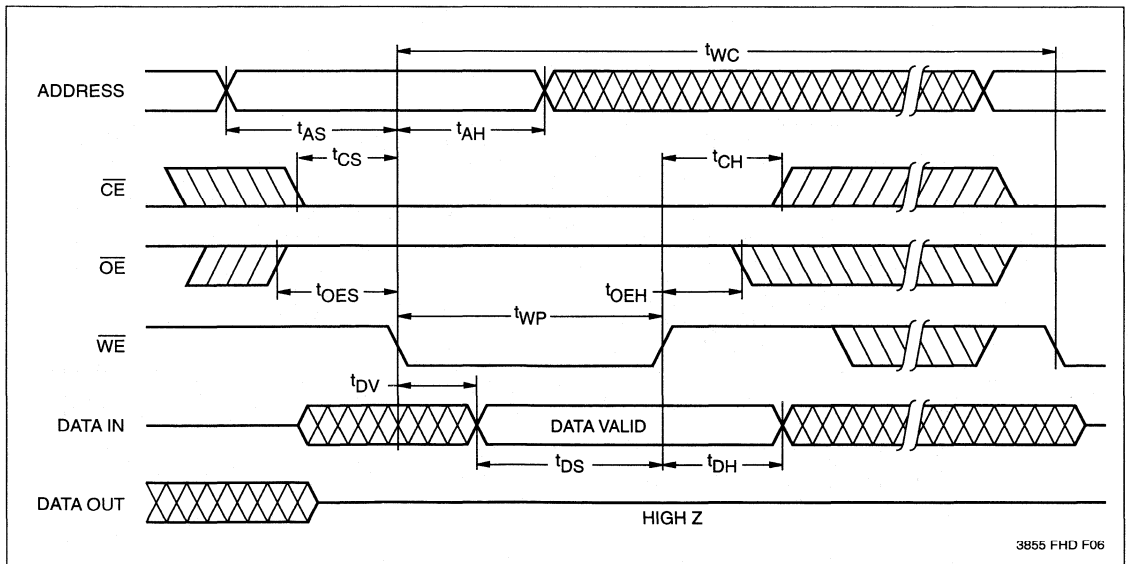 tWC
ADDRESS
tAS
tAH
tCS
tCH
CE
OE
tOES
tOEH
tWP
WE
tDV
DATA IN
DATA VALID
tDS
tDH
DATA OUT
HIGH Z
3855 FHD F06